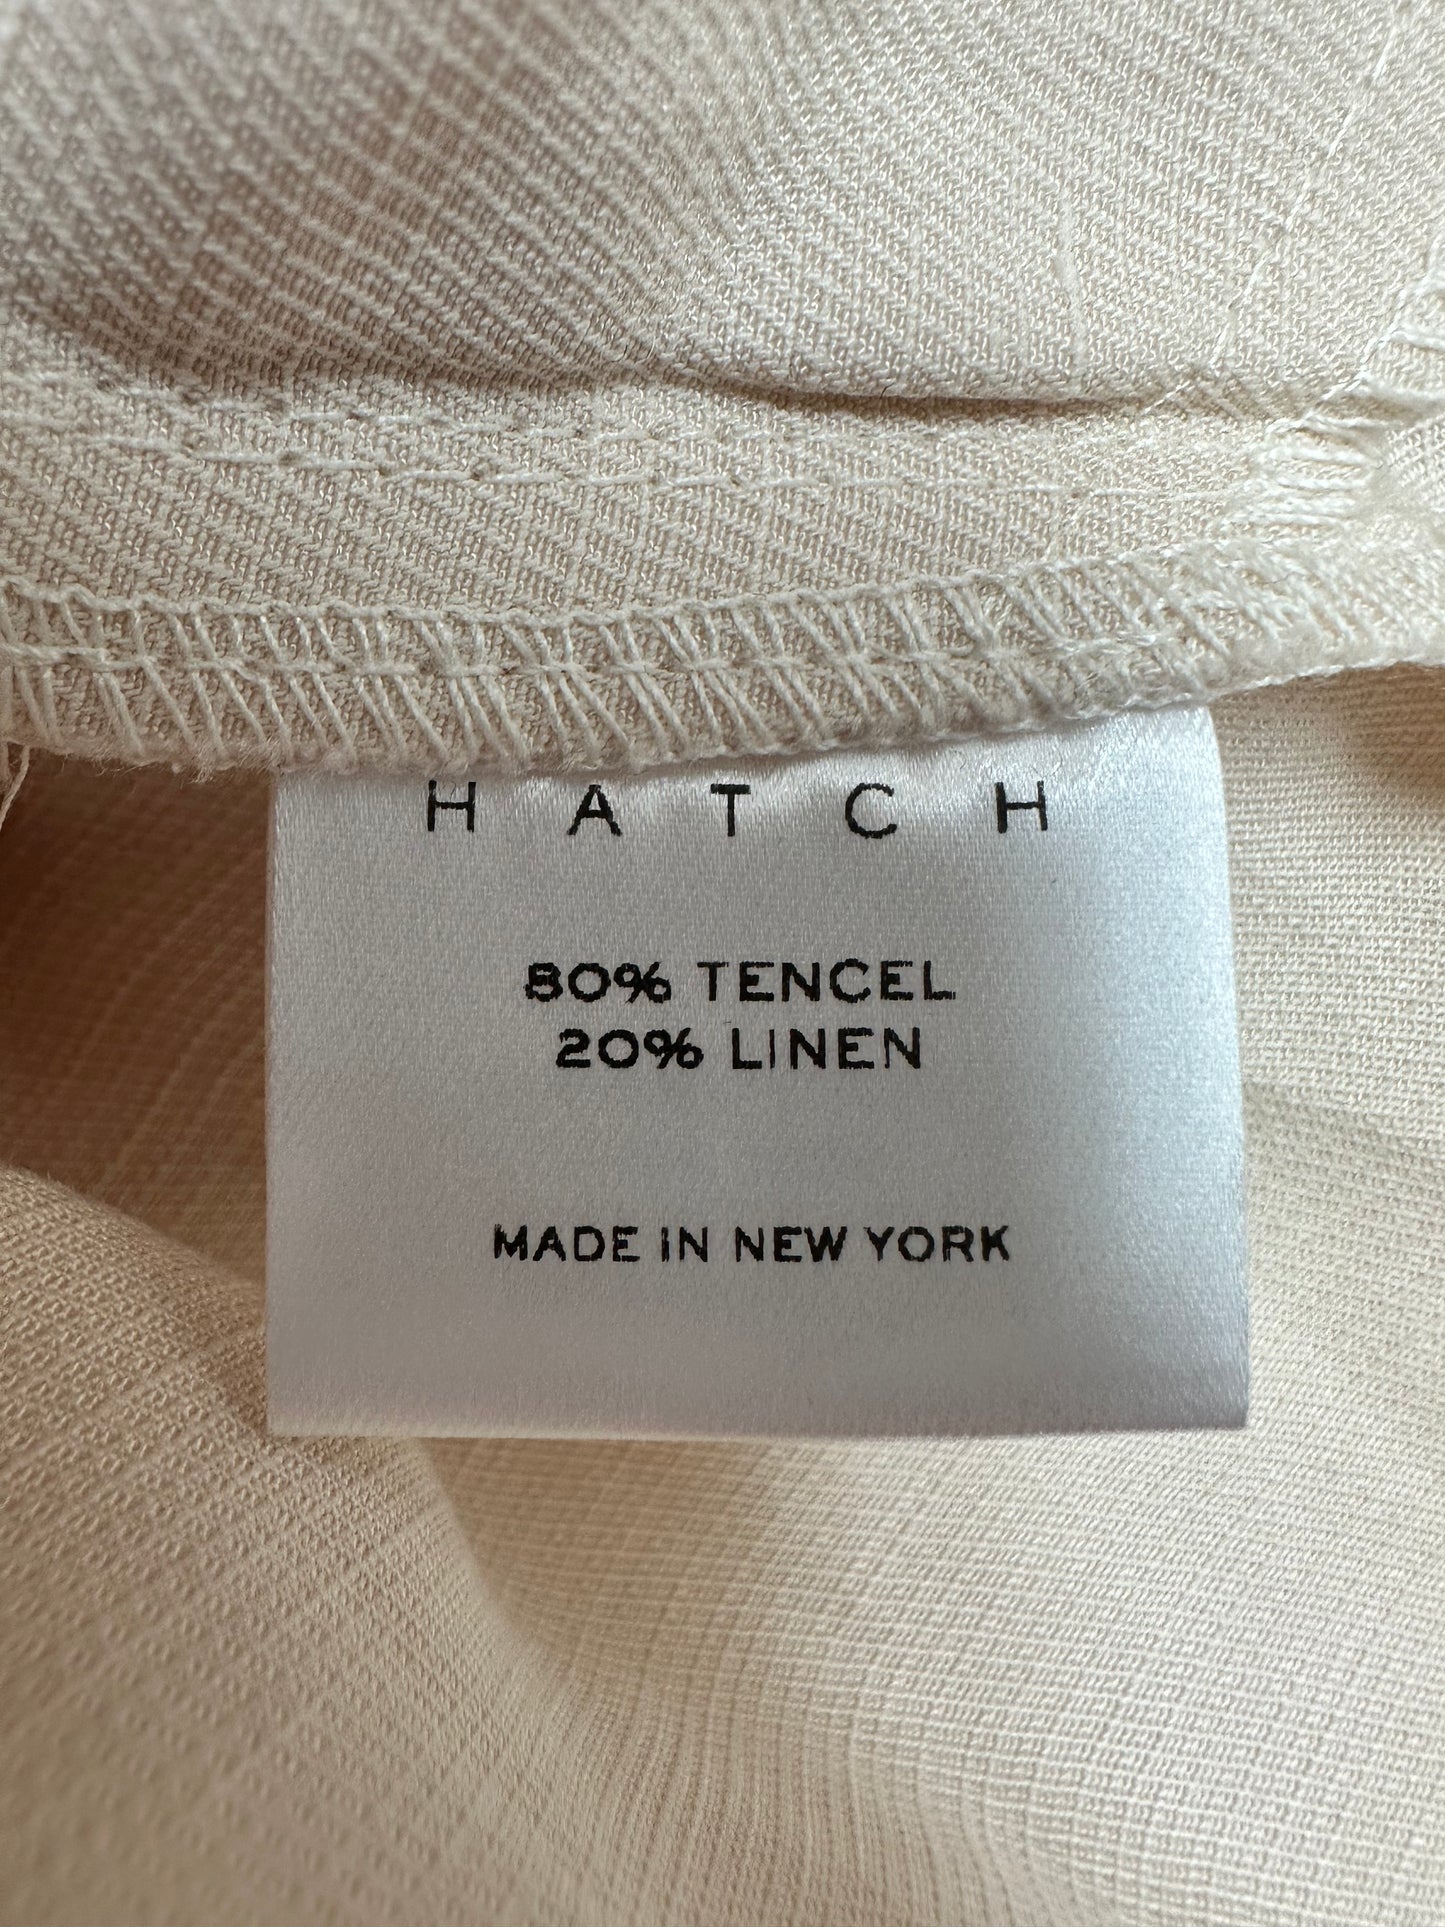 HATCH
80% TENCEL
20% LINEN
MADE IN NEW YORK